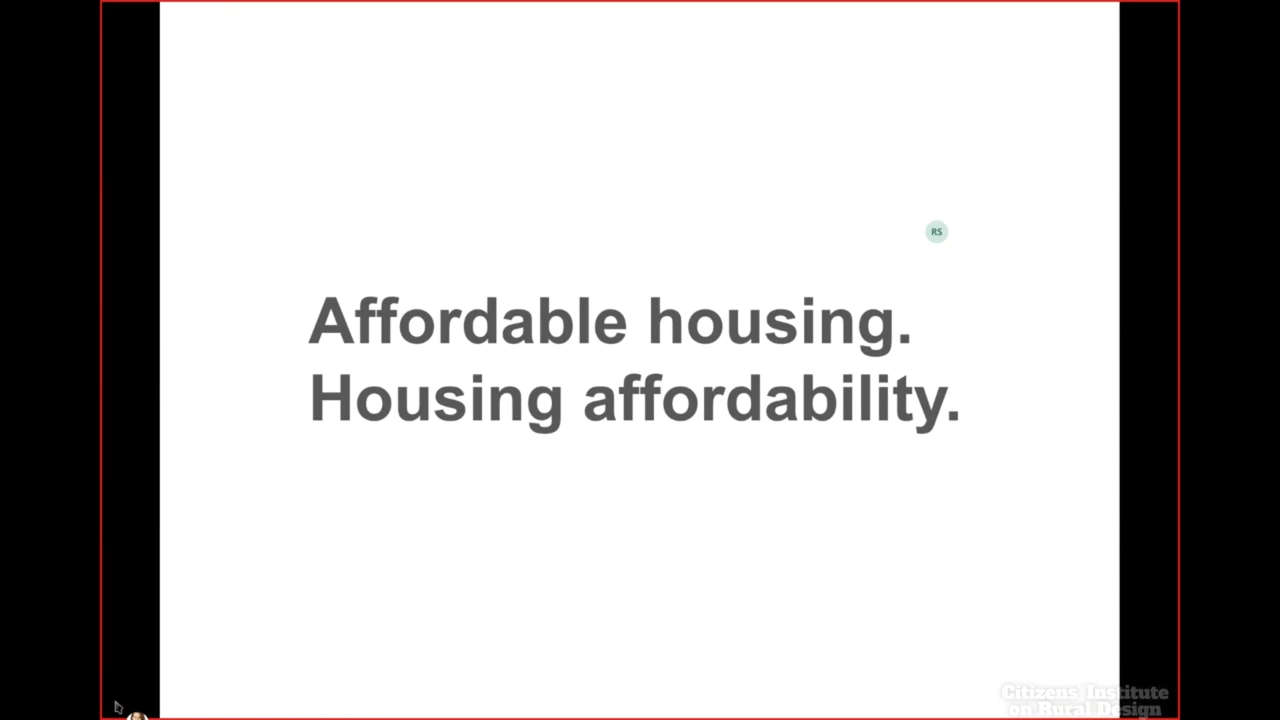 RS
Affordable housing.
Housing affordability.
Citizens' Institute
on Rural Design